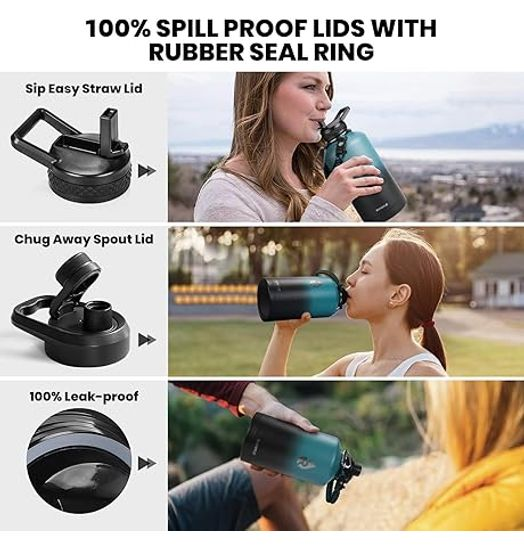 100% SPILL PROOF LIDS WITH
RUBBER SEAL RING
Sip Easy Straw Lid
Chug Away Spout Lid
100% Leak-proof